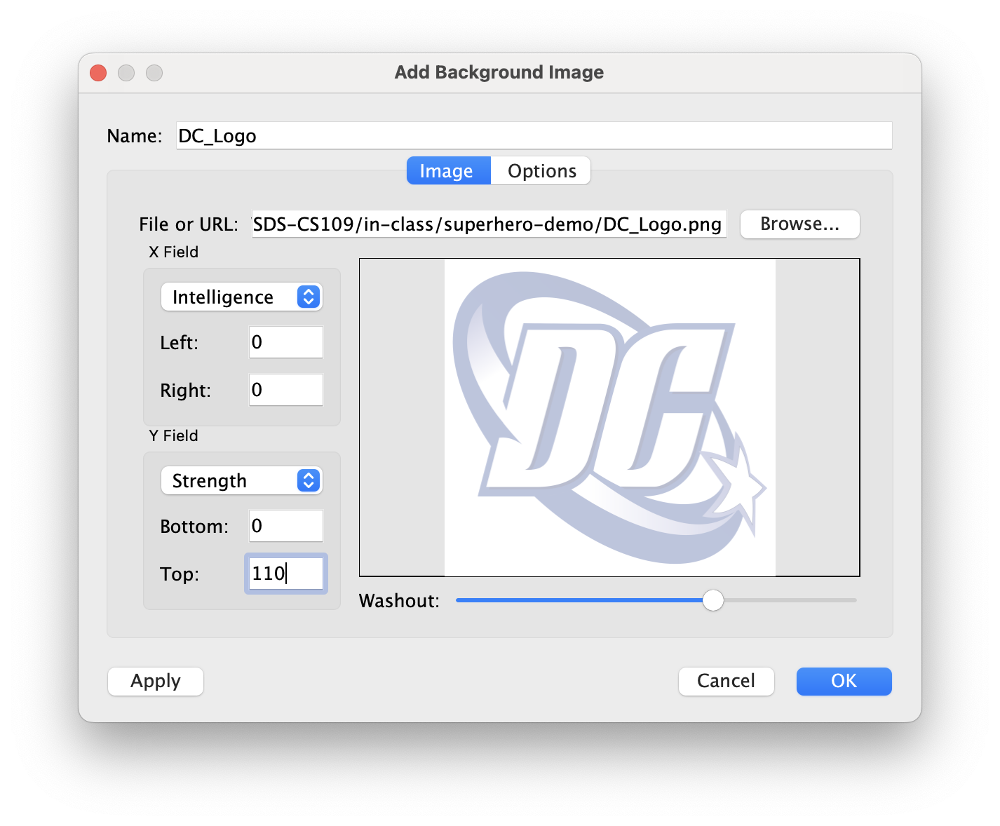 Add Background Image
Name: DC_Logo
Image Options
File or URL: SDS-CS109/in-class/superhero-demo/DC_Logo.png Browse...
X Field
Intelligence
Left: 0
Right: 0
Y Field
Strength
Bottom: 0
Top: 110
DC
Washout:
Apply Cancel OK